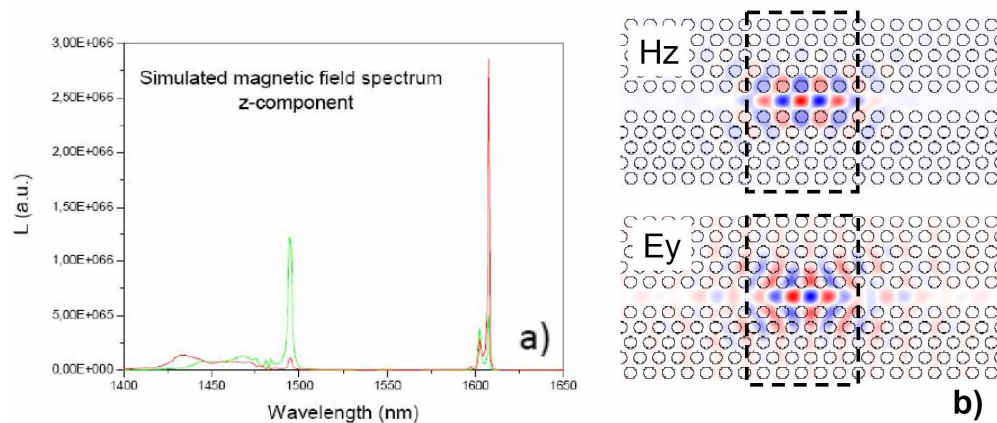 3,00E+066
2,50E+066
2,00E+066
1,50E+066
1,00E+066
5,00E+065
0,00E+000
L (a.u.)
Simulated magnetic field spectrum
z-component
a)
1400 1450 1500 1550 1600 1650
Wavelength (nm)
Hz
Ey
b)